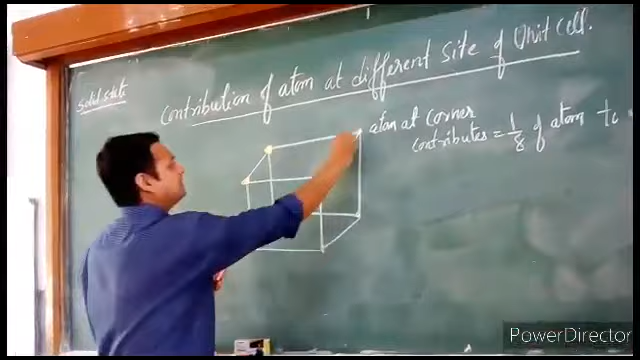 Solid state
Contribution of atom at different site of Unit Cell.
atom at corner
contributes = 1/8 of atom to
PowerDirector